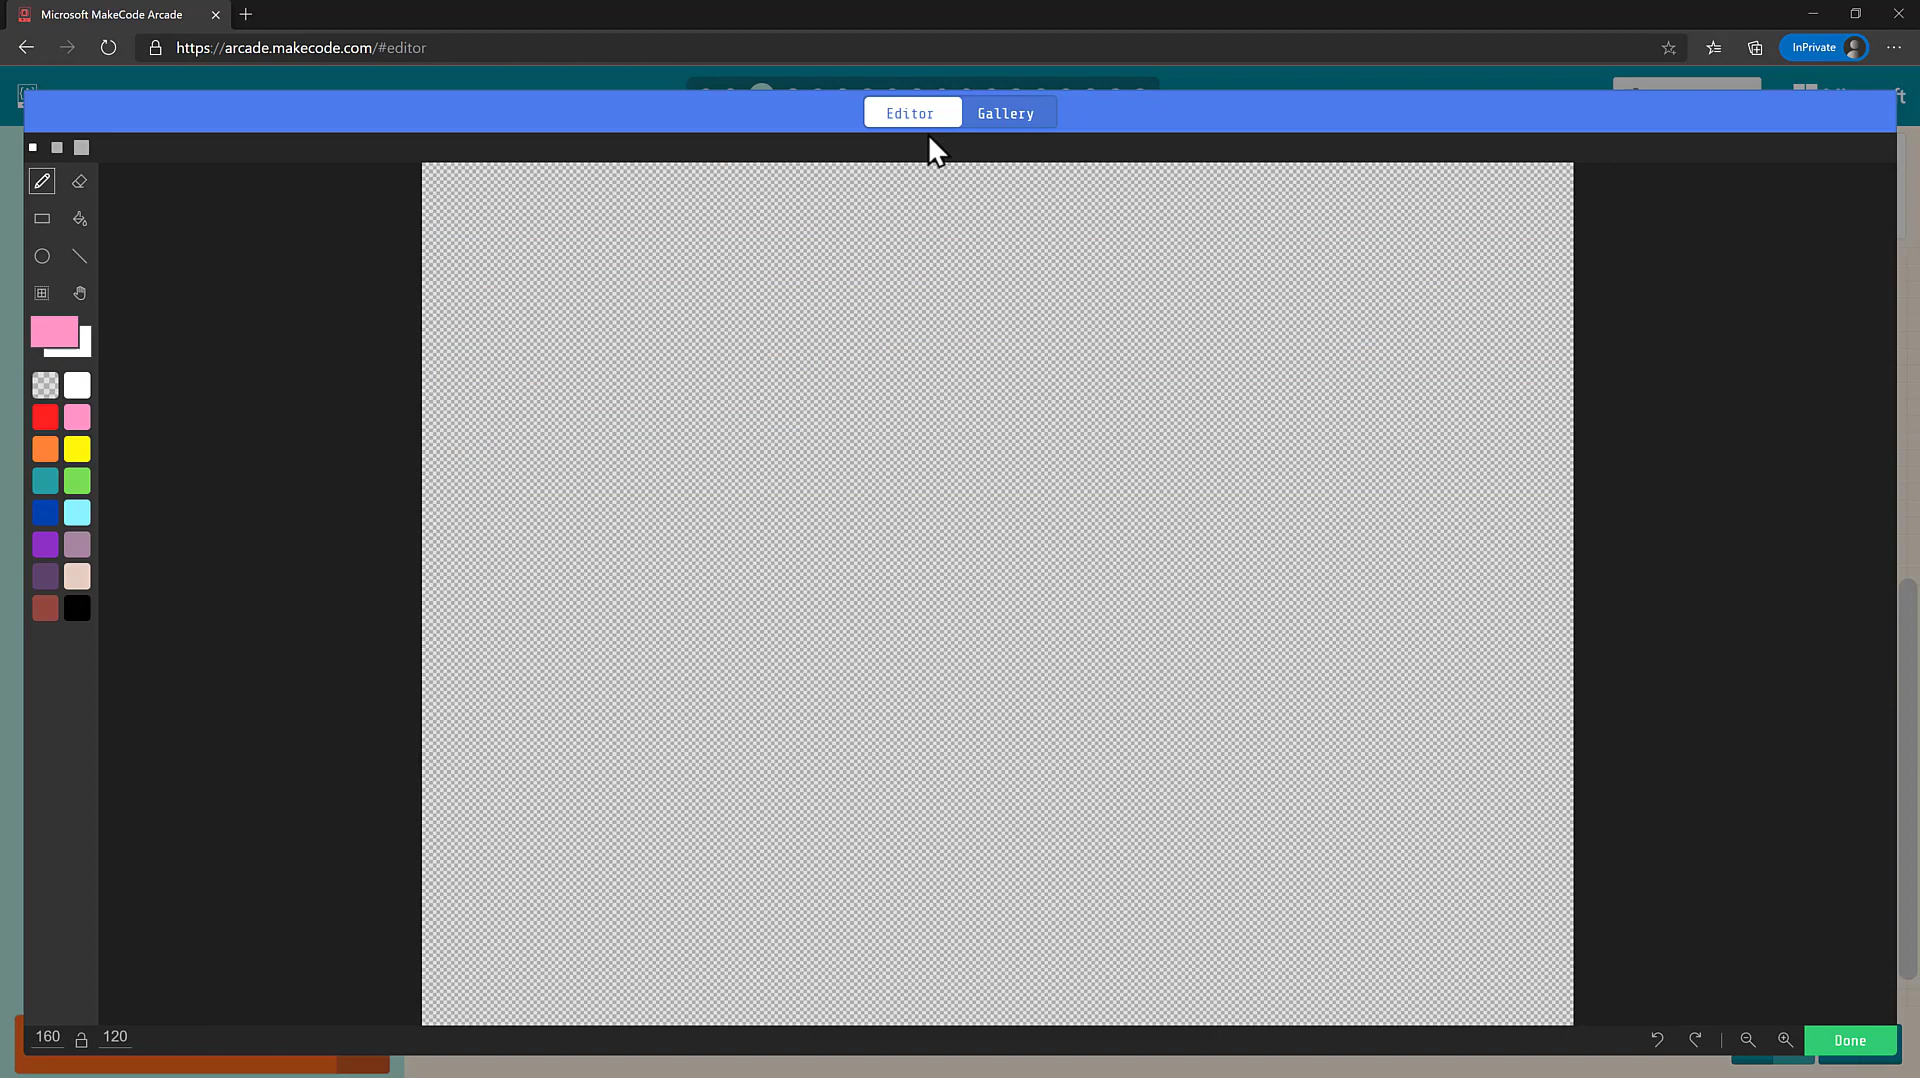 Microsoft MakeCode Arcade
https://arcade.makecode.com/#editor
InPrivate
Editor
Gallery
160
120
Done